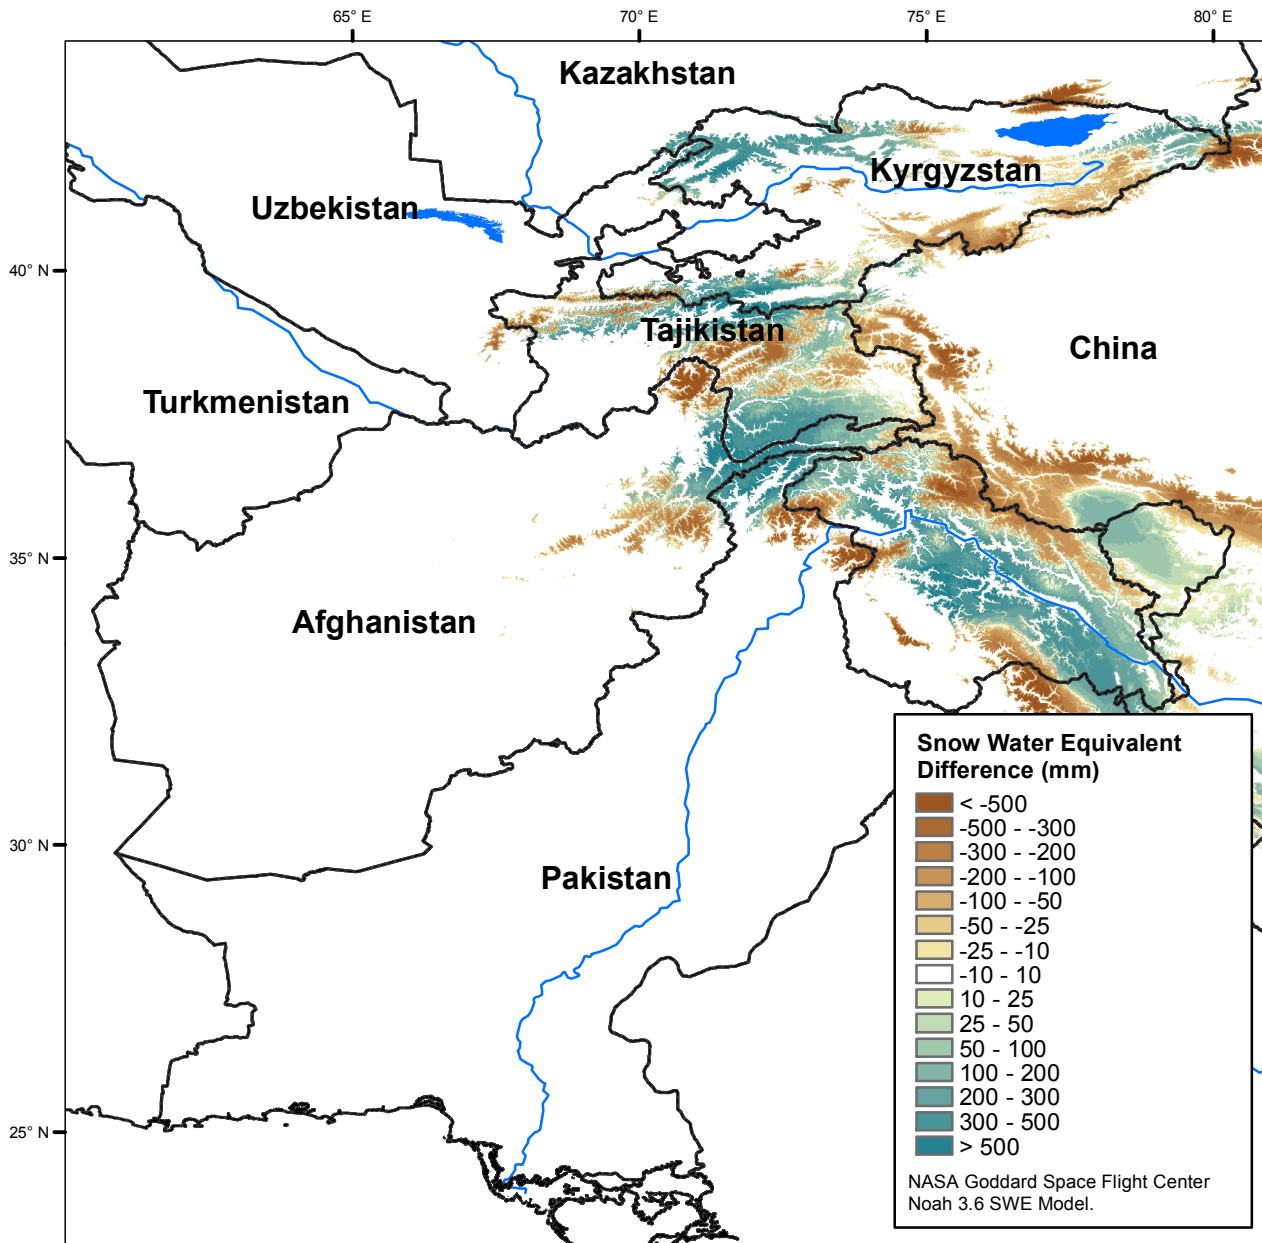 65° E
70° E
75° E
80° E
Kazakhstan
Kyrgyzstan
Uzbekistan
40° N
Tajikistan
China
Turkmenistan
35° N
Afghanistan
30° N
Pakistan
25° N
Snow Water Equivalent
Difference (mm)
< -500
-500 - -300
-300 - -200
-200 - -100
-100 - -50
-50 - -25
-25 - -10
-10 - 10
10 - 25
25 - 50
50 - 100
100 - 200
200 - 300
300 - 500
> 500
NASA Goddard Space Flight Center
Noah 3.6 SWE Model.